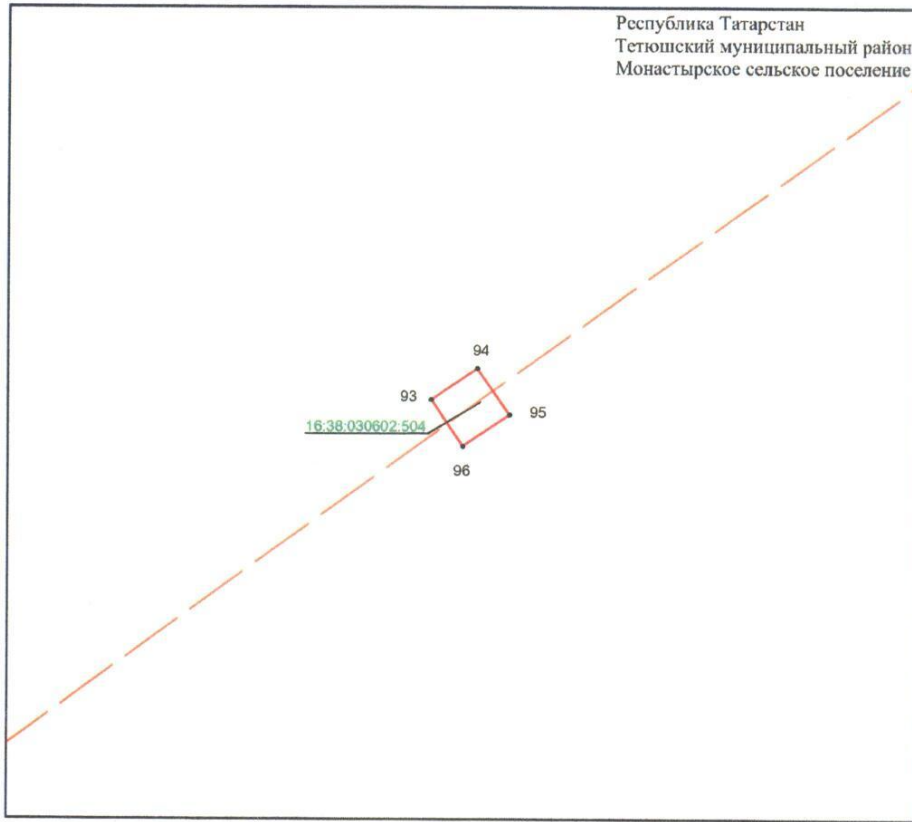 Республика Татарстан
Тетюшский муниципальный район
Монастырское сельское поселение
94
93
95
16:38:030602:504
96